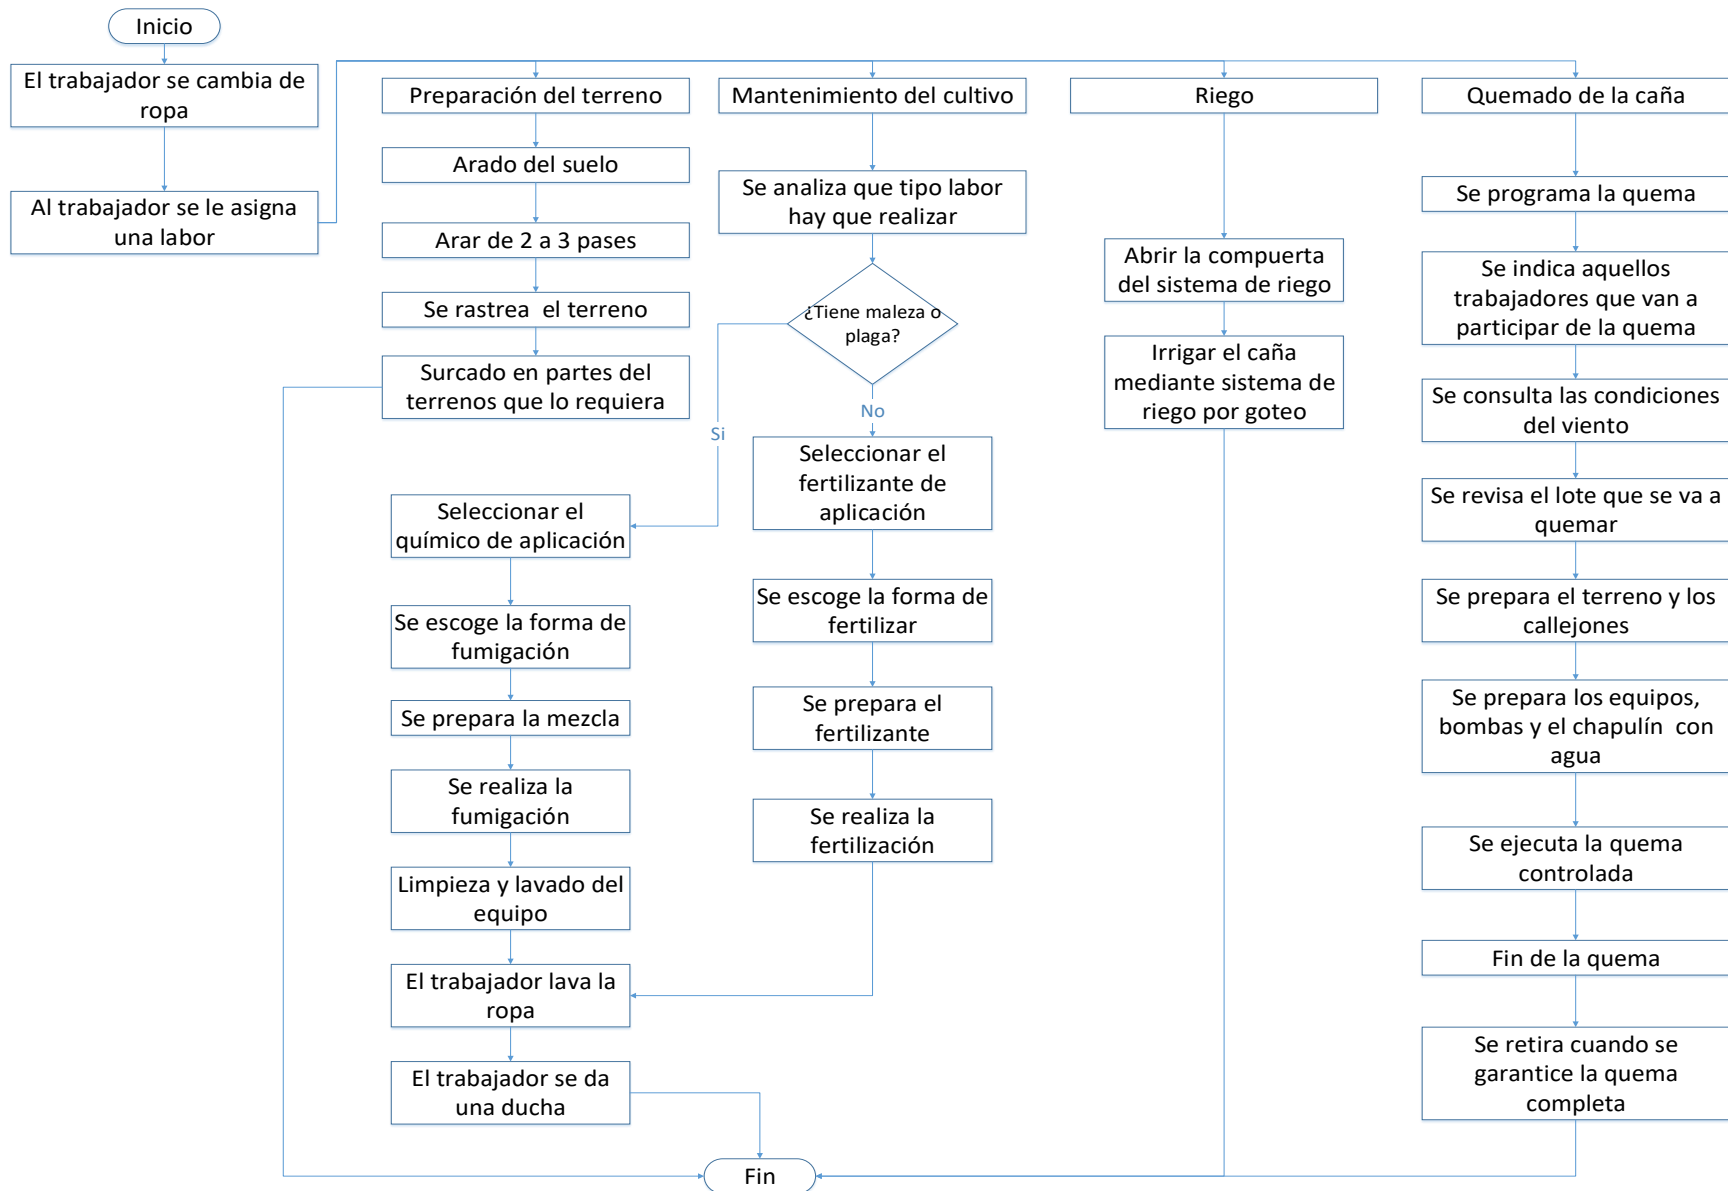 Inicio
El trabajador se cambia de
ropa
Al trabajador se le asigna
una labor
Preparación del terreno
Arado del suelo
Arar de 2 a 3 pases
Se rastrea  el terreno
Surcado en partes del
terrenos que lo requiera
Mantenimiento del cultivo
Se analiza que tipo labor
hay que realizar
¿Tiene maleza o
plaga?
Si
No
Seleccionar el
químico de aplicación
Se escoge la forma de
fumigación
Se prepara la mezcla
Se realiza la
fumigación
Limpieza y lavado del
equipo
El trabajador lava la
ropa
El trabajador se da
una ducha
Seleccionar el
fertilizante de
aplicación
Se escoge la forma de
fertilizar
Se prepara el
fertilizante
Se realiza la
fertilización
Riego
Abrir la compuerta
del sistema de riego
Irrigar el caña
mediante sistema de
riego por goteo
Quemado de la caña
Se programa la quema
Se indica aquellos
trabajadores que van a
participar de la quema
Se consulta las condiciones
del viento
Se revisa el lote que se va a
quemar
Se prepara el terreno y los
callejones
Se prepara los equipos,
bombas y el chapulín  con
agua
Se ejecuta la quema
controlada
Fin de la quema
Se retira cuando se
garantice la quema
completa
Fin